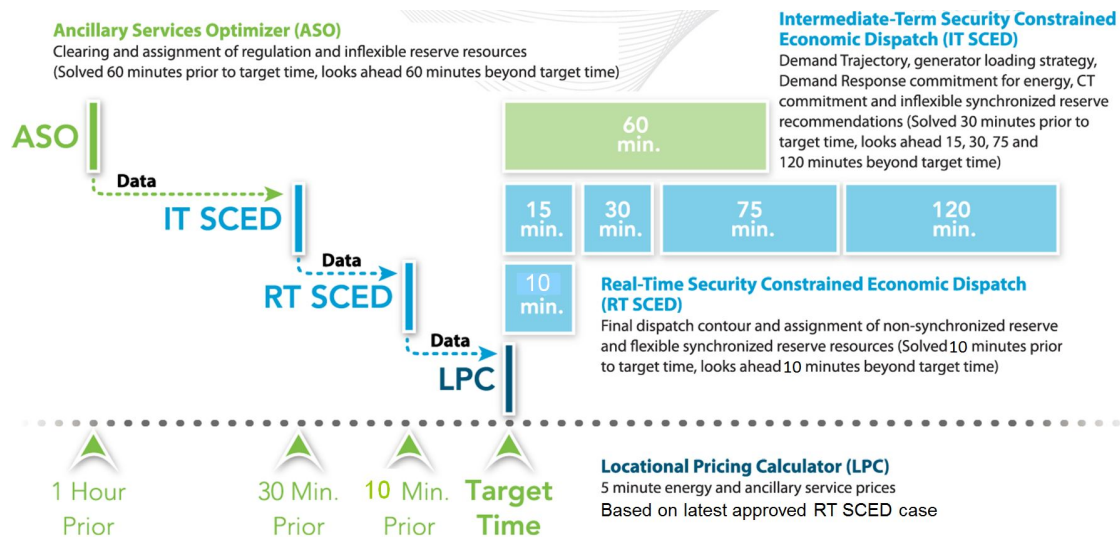 Ancillary Services Optimizer (ASO)
Clearing and assignment of regulation and inflexible reserve resources
(Solved 60 minutes prior to target time, looks ahead 60 minutes beyond target time)
Intermediate-Term Security Constrained
Economic Dispatch (IT SCED)
Demand Trajectory, generator loading strategy,
Demand Response commitment for energy, CT
commitment and inflexible synchronized reserve
recommendations (Solved 30 minutes prior to
target time, looks ahead 15, 30, 75 and
120 minutes beyond target time)
ASO
60
min.
Data
IT SCED
15
min.
30
min.
75
min.
120
min.
Data
RT SCED
10
min.
Real-Time Security Constrained Economic Dispatch
(RT SCED)
Final dispatch contour and assignment of non-synchronized reserve
and flexible synchronized reserve resources (Solved 10 minutes prior
to target time, looks ahead 10 minutes beyond target time)
Data
LPC
1 Hour
Prior
30 Min.
Prior
10 Min.
Prior
Target
Time
Locational Pricing Calculator (LPC)
5 minute energy and ancillary service prices
Based on latest approved RT SCED case